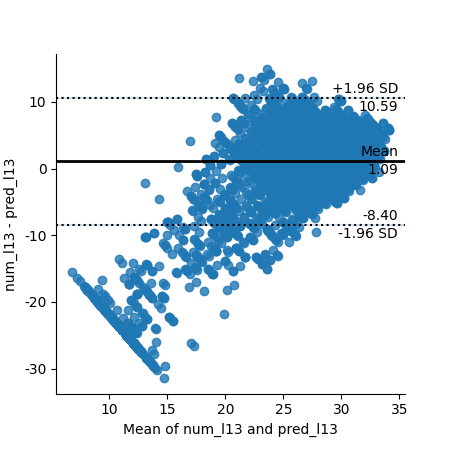 +1.96 SD
10.59
Mean
1.09
-8.40
-1.96 SD
10
0
-10
-20
-30
num_l13 - pred_l13
10 15 20 25 30 35
Mean of num_l13 and pred_l13